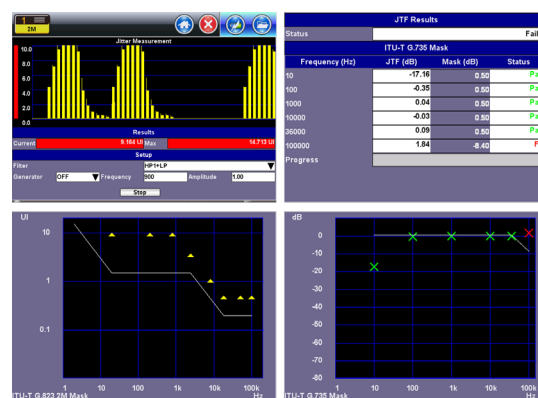 1
2M
Jitter Measurement
10.0
8.0
6.0
4.0
2.0
0.0
Results
Current 9.164 UI Max 14.713 UI
Setup
Filter HP1+LP
Generator OFF Frequency 900 Amplitude 1.00
Stop
JTF Results
Status Fail
ITU-T G.735 Mask
Frequency (Hz) JTF (dB) Mask (dB) Status
10 -17.16 0.50 Pa
100 -0.35 0.50 Pa
1000 0.04 0.50 Pa
10000 -0.03 0.50 Pa
36000 0.09 0.50 Pa
100000 1.84 -8.40 F
Progress
UI
10
1
0.1
1 10 100 1k 10k 100k
ITU-T G.823 2M Mask Hz
dB
0
-10
-20
-30
-40
-50
-60
-70
-80
1 10 100 1k 10k 100k
ITU-T G.735 Mask Hz